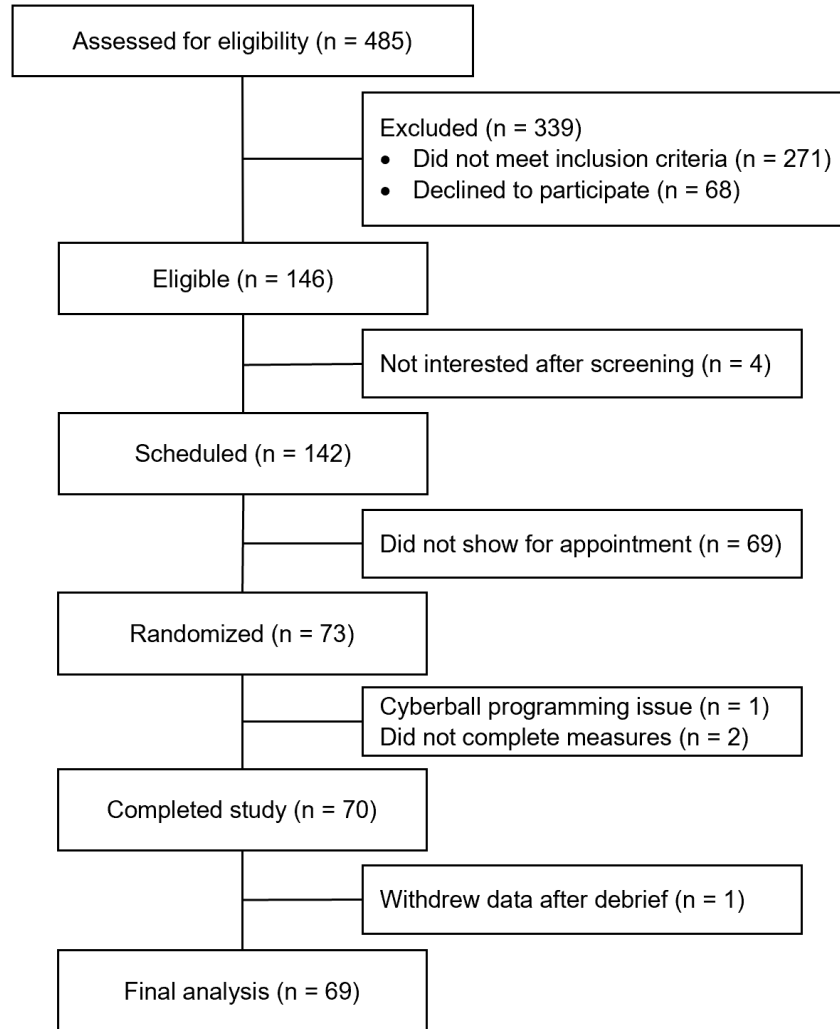 Assessed for eligibility (n = 485)
Excluded (n = 339)
• Did not meet inclusion criteria (n = 271)
• Declined to participate (n = 68)
Eligible (n = 146)
Not interested after screening (n = 4)
Scheduled (n = 142)
Did not show for appointment (n = 69)
Randomized (n = 73)
Cyberball programming issue (n = 1)
Did not complete measures (n = 2)
Completed study (n = 70)
Withdrew data after debrief (n = 1)
Final analysis (n = 69)